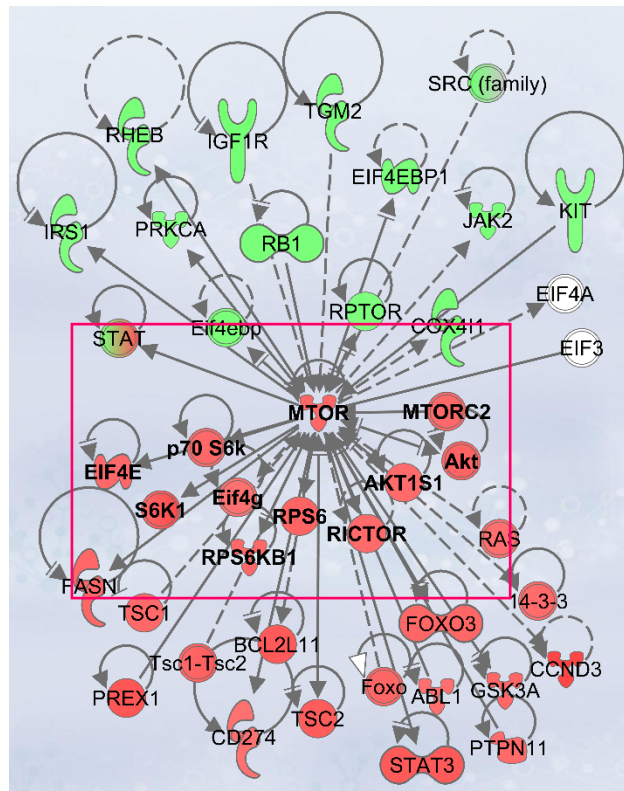 SRC (family)
TGM2
RHEB
IGF1R
EIF4EBP1
IRS1
PRKCA
RB1
JAK2
KIT
EIF4A
STAT
Eif4ebp
RPTOR
COX4I1
EIF3
MTOR
MTORC2
p70 S6k
EIF4E
Akt
AKT1S1
S6K1
Eif4g
RPS6
RICTOR
RAS
RPS6KB1
FASN
TSC1
14-3-3
FOXO3
BCL2L11
Tsc1-Tsc2
CCND3
PREX1
Foxo
ABL1
GSK3A
TSC2
CD274
PTPN11
STAT3